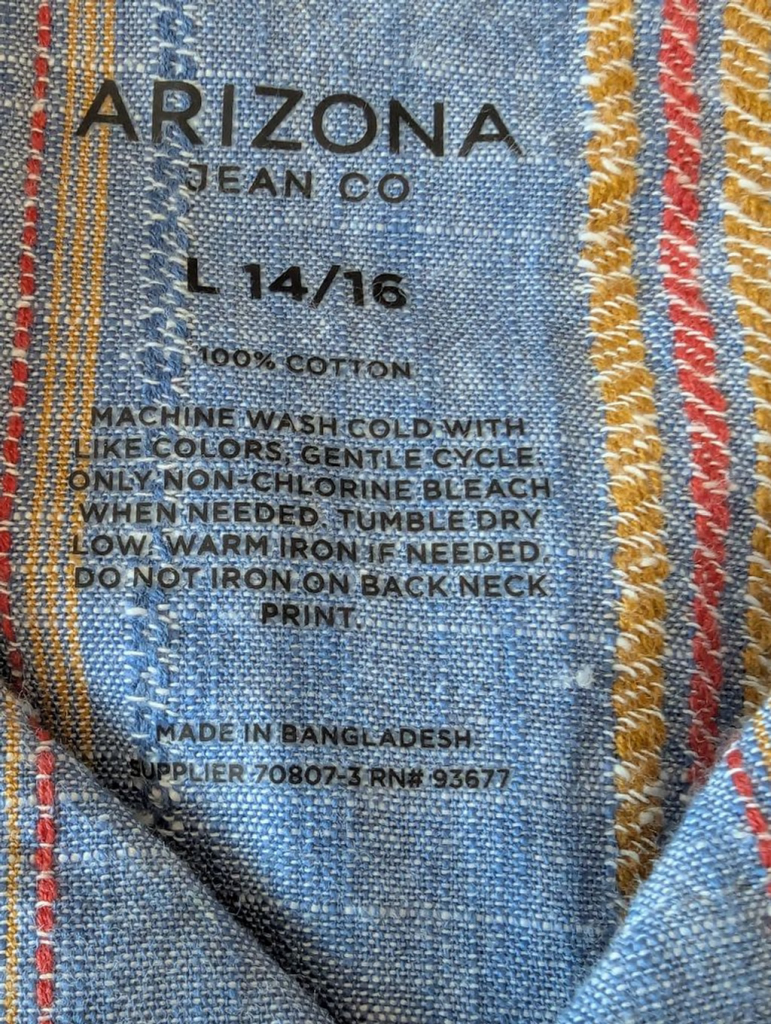 ARIZONA
JEAN CO
L 14/16
100% COTTON
MACHINE WASH COLD WITH
LIKE COLORS, GENTLE CYCLE.
ONLY NON-CHLORINE BLEACH
WHEN NEEDED. TUMBLE DRY
LOW. WARM IRON IF NEEDED.
DO NOT IRON ON BACK NECK
PRINT.
MADE IN BANGLADESH
SUPPLIER 70807-3 RN# 93677